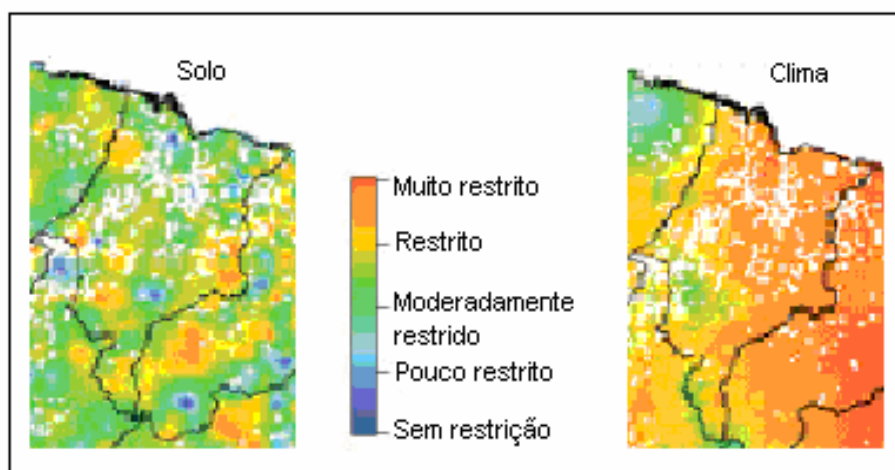 Solo
Clima
Muito restrito
Restrito
Moderadamente
restrido
Pouco restrito
Sem restrição